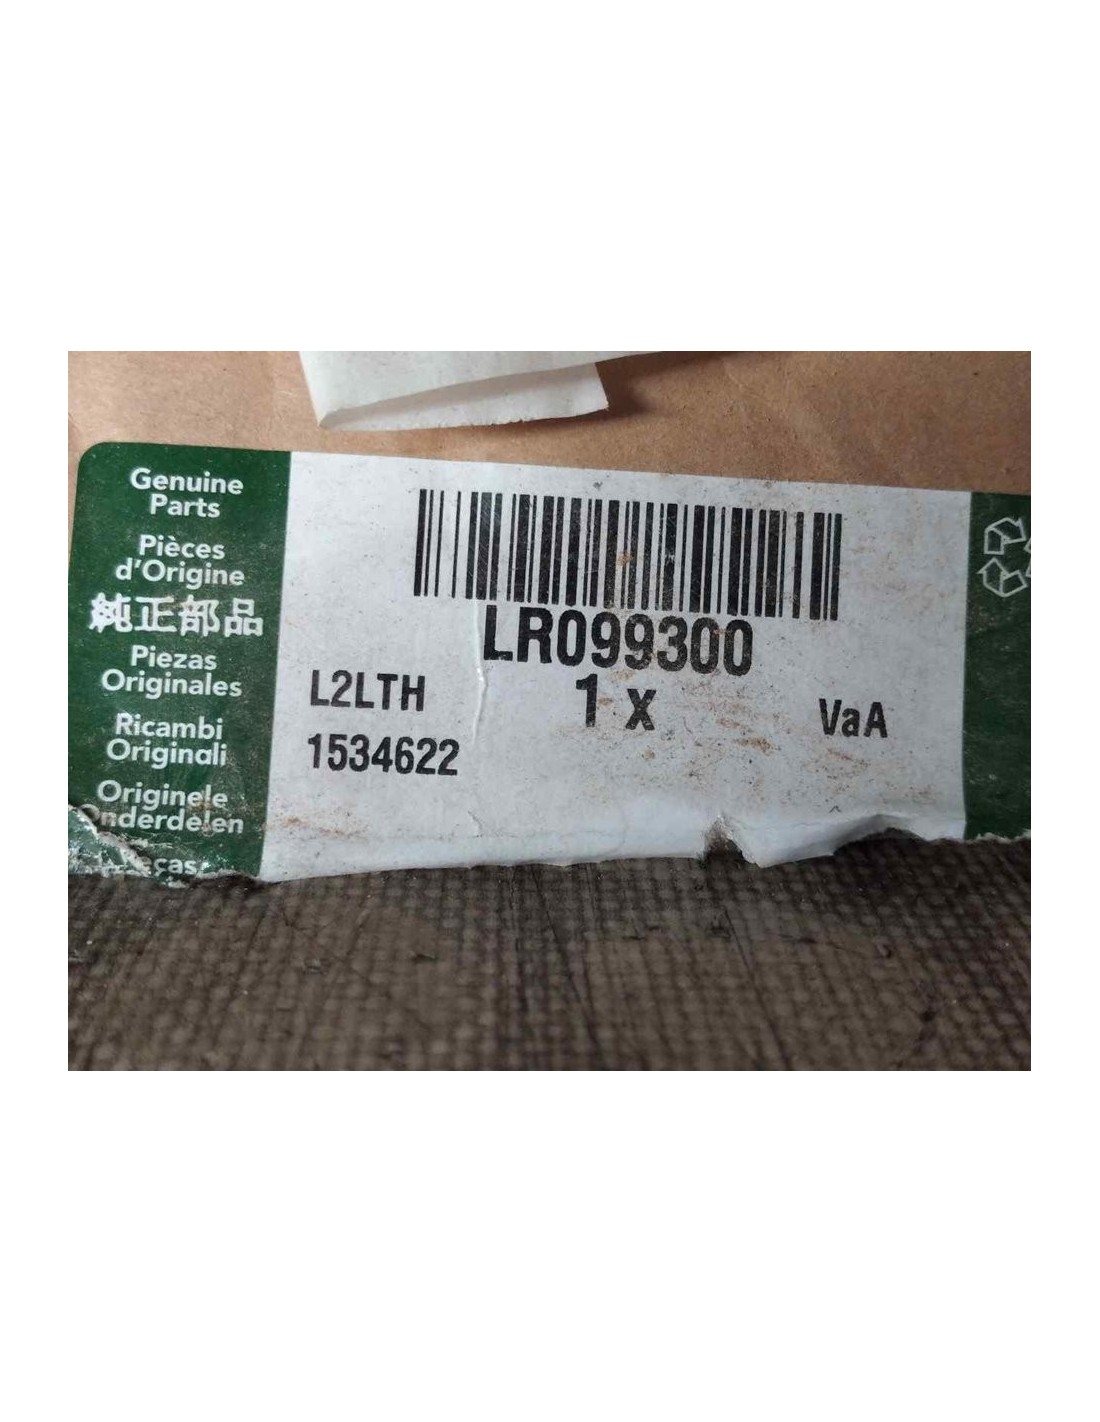 Genuine
Parts
Pièces
d'Origine
純正部品
Piezas
Originales
Ricambi
Originali
Originele
Onderdelen
LR099300
L2LTH
1 x
VaA
1534622